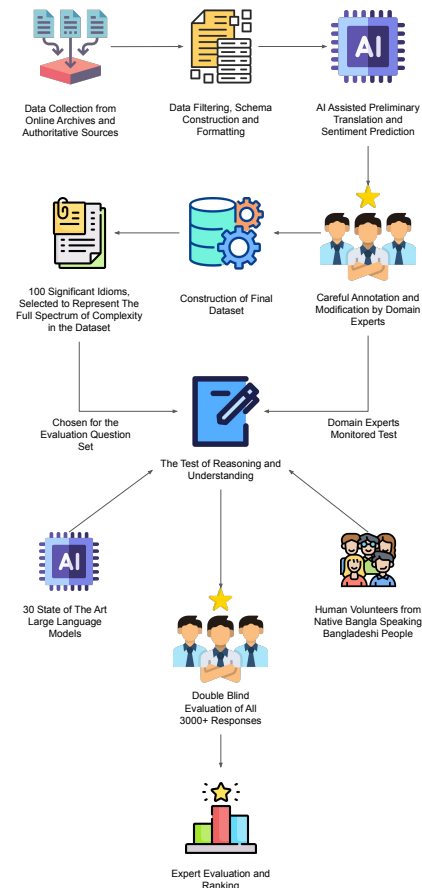 Data Collection from
Online Archives and
Authoritative Sources
Data Filtering, Schema
Construction and
Formatting
AI
AI Assisted Preliminary
Translation and
Sentiment Prediction
100 Significant Idioms,
Selected to Represent The
Full Spectrum of Complexity
in the Dataset
Construction of Final
Dataset
Careful Annotation and
Modification by Domain
Experts
Chosen for the
Evaluation Question
Set
Domain Experts
Monitored Test
The Test of Reasoning and
Understanding
AI
30 State of The Art
Large Language
Models
Human Volunteers from
Native Bangla Speaking
Bangladeshi People
Double Blind
Evaluation of All
3000+ Responses
Expert Evaluation and
Ranking